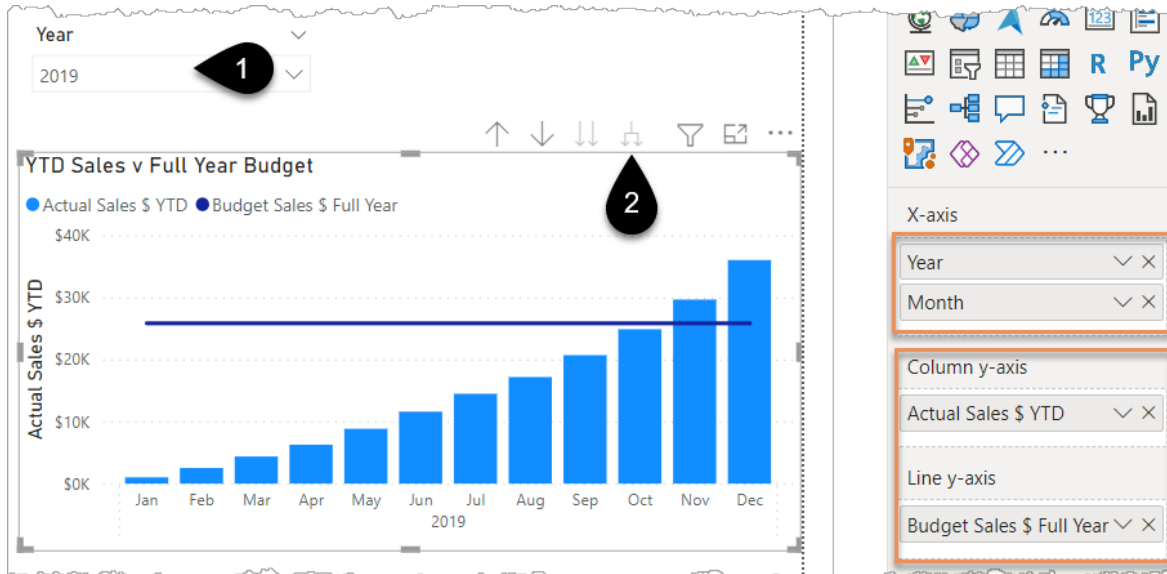 Year
2019
1
2
YTD Sales v Full Year Budget
Actual Sales $ YTD Budget Sales $ Full Year
Actual Sales $ YTD
$40K
$30K
$20K
$10K
$0K
Jan Feb Mar Apr May Jun Jul Aug Sep Oct Nov Dec
2019
123
R Py
X-axis
Year
Month
Column y-axis
Actual Sales $ YTD
Line y-axis
Budget Sales $ Full Year